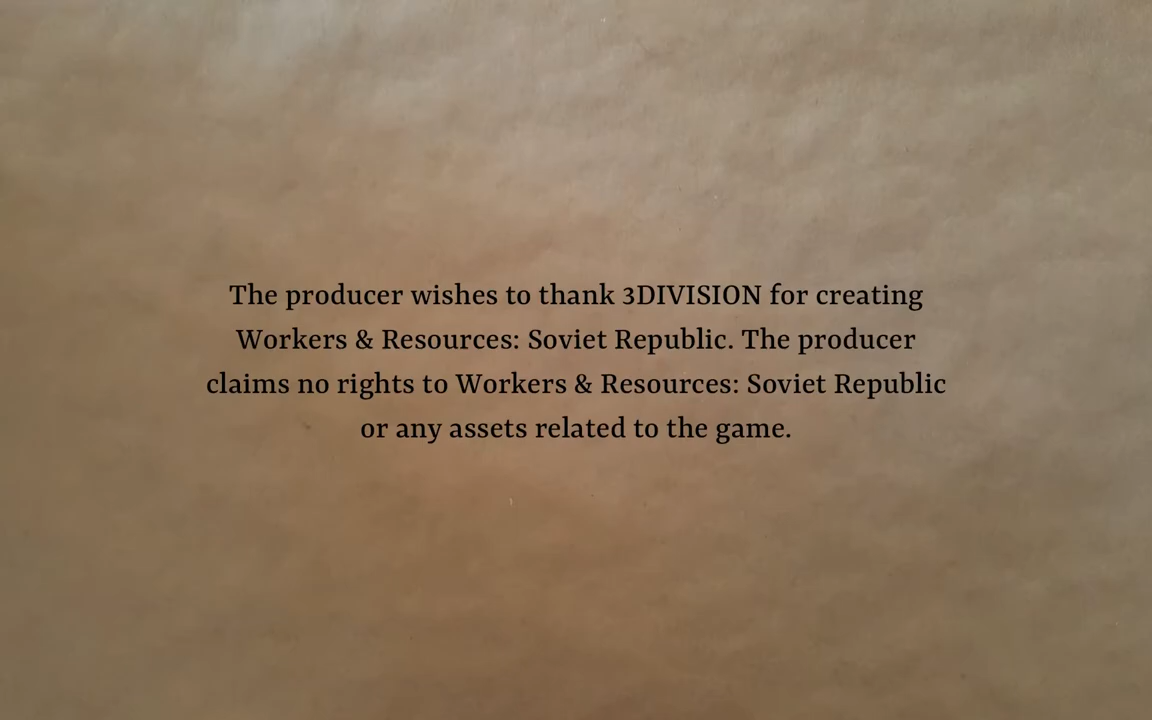 The producer wishes to thank 3DIVISION for creating
Workers & Resources: Soviet Republic. The producer
claims no rights to Workers & Resources: Soviet Republic
or any assets related to the game.